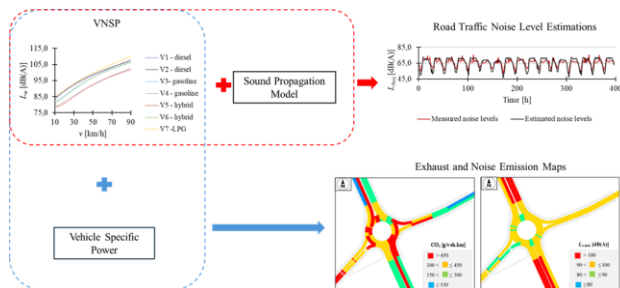 VNSP
115,0
105,0
95,0
85,0
75,0
Lw [dB(A)]
10 30 50 70 90
v [km/h]
V1 - diesel
V2 - diesel
V3- gasoline
V4 - gasoline
V5 - hybrid
V6 - hybrid
V7 -LPG
Sound Propagation
Model
Road Traffic Noise Level Estimations
85,0
65,0
45,0
[dB(A)]
0 100 200 300 400
Time [h]
Measured noise levels
Estimated noise levels
Vehicle Specific
Power
Exhaust and Noise Emission Maps
CO2 [g/veh.km]
> 450
300 < ≤ 450
150 < ≤ 300
≤ 150
[dB(A)]
> 100
90 < ≤ 100
80 < ≤ 90
≤ 80